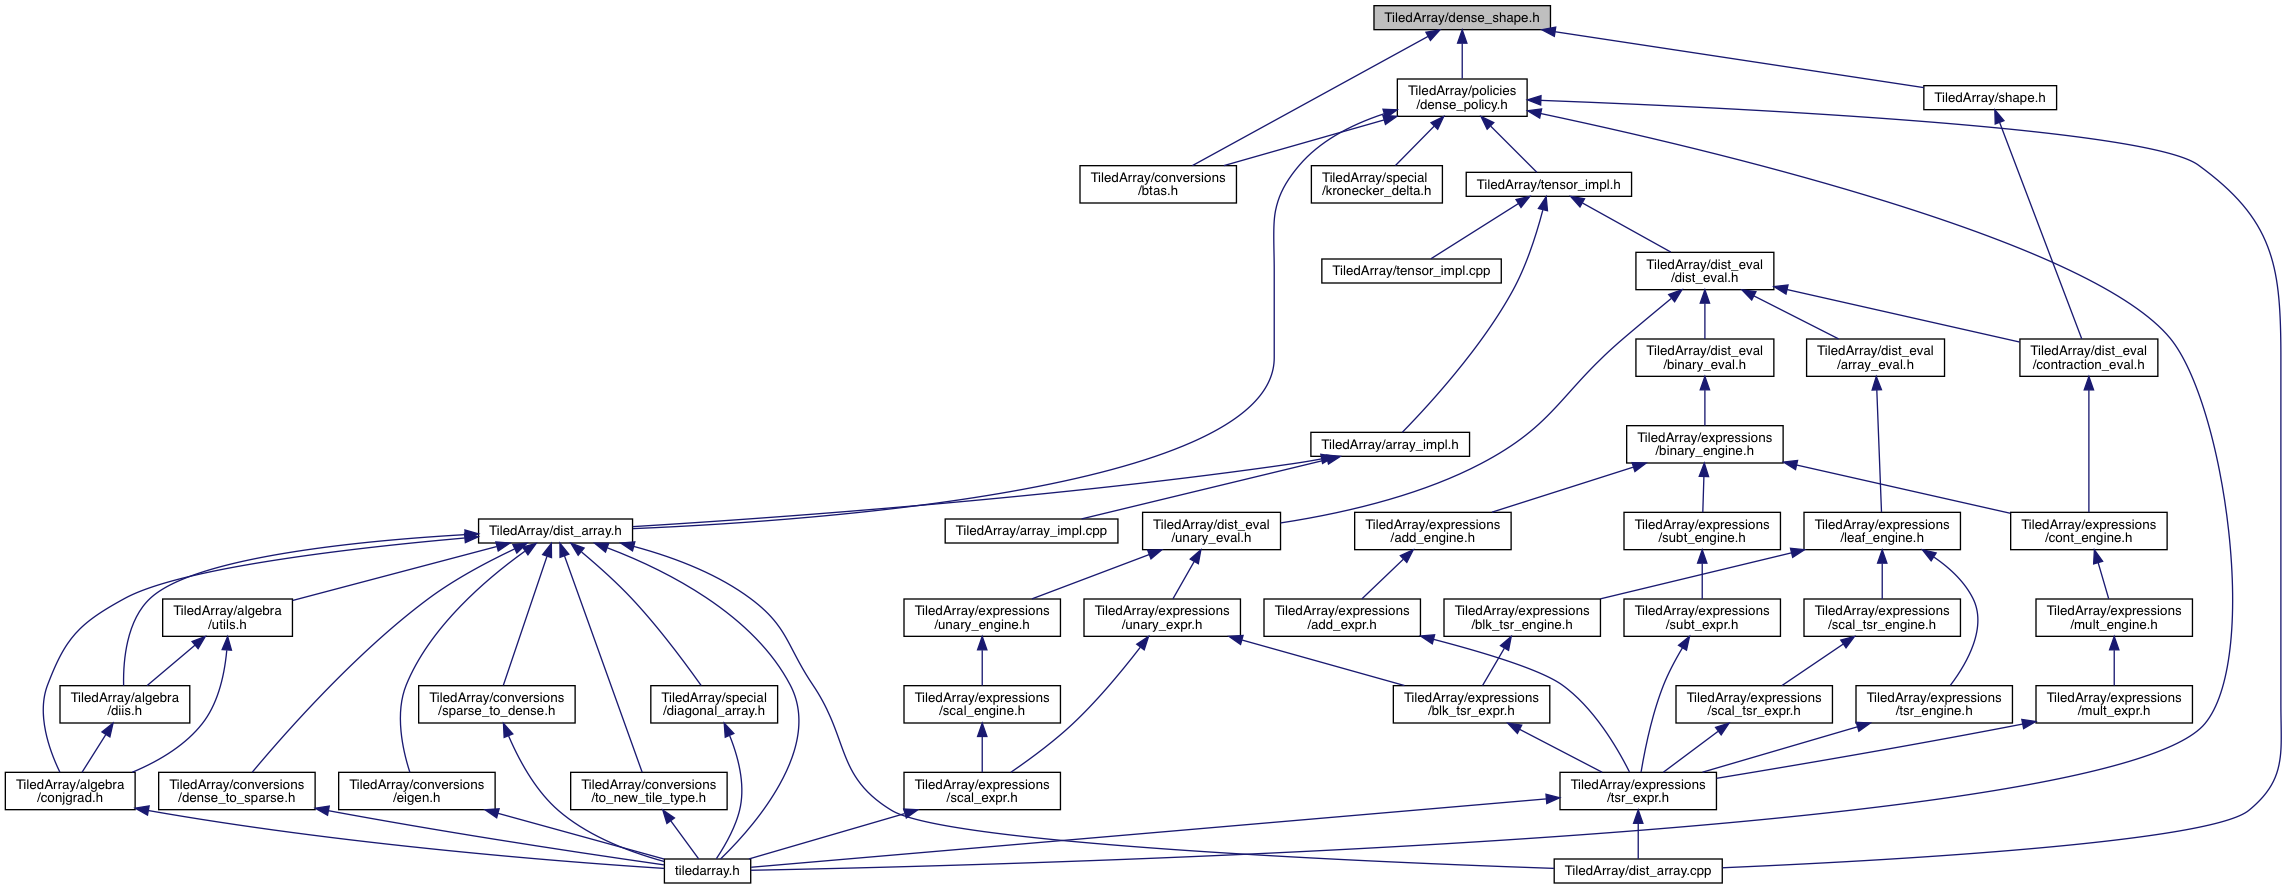 TiledArray/dense_shape.h
TiledArray/policies
/dense_policy.h
TiledArray/shape.h
TiledArray/conversions
/btas.h
TiledArray/special
/kronecker_delta.h
TiledArray/tensor_impl.h
TiledArray/tensor_impl.cpp
TiledArray/dist_eval
/dist_eval.h
TiledArray/dist_eval
/binary_eval.h
TiledArray/dist_eval
/array_eval.h
TiledArray/dist_eval
/contraction_eval.h
TiledArray/array_impl.h
TiledArray/expressions
/binary_engine.h
TiledArray/dist_array.h
TiledArray/array_impl.cpp
TiledArray/dist_eval
/unary_eval.h
TiledArray/expressions
/add_engine.h
TiledArray/expressions
/subt_engine.h
TiledArray/expressions
/leaf_engine.h
TiledArray/expressions
/cont_engine.h
TiledArray/algebra
/utils.h
TiledArray/expressions
/unary_engine.h
TiledArray/expressions
/unary_expr.h
TiledArray/expressions
/add_expr.h
TiledArray/expressions
/blk_tsr_engine.h
TiledArray/expressions
/subt_expr.h
TiledArray/expressions
/scal_tsr_engine.h
TiledArray/expressions
/mult_engine.h
TiledArray/algebra
/diis.h
TiledArray/conversions
/sparse_to_dense.h
TiledArray/special
/diagonal_array.h
TiledArray/expressions
/scal_engine.h
TiledArray/expressions
/blk_tsr_expr.h
TiledArray/expressions
/scal_tsr_expr.h
TiledArray/expressions
/tsr_engine.h
TiledArray/expressions
/mult_expr.h
TiledArray/algebra
/conjgrad.h
TiledArray/conversions
/dense_to_sparse.h
TiledArray/conversions
/eigen.h
TiledArray/conversions
/to_new_tile_type.h
TiledArray/expressions
/scal_expr.h
TiledArray/expressions
/tsr_expr.h
tiledarray.h
TiledArray/dist_array.cpp